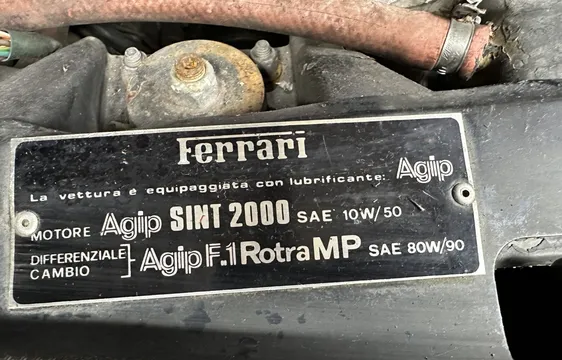 Ferrari
La vettura è equipaggiata con lubrificante: Agip
MOTORE Agip SINT 2000 SAE 10W/50
DIFFERENZIALE
CAMBIO } Agip F.1 Rotra MP SAE 80W/90